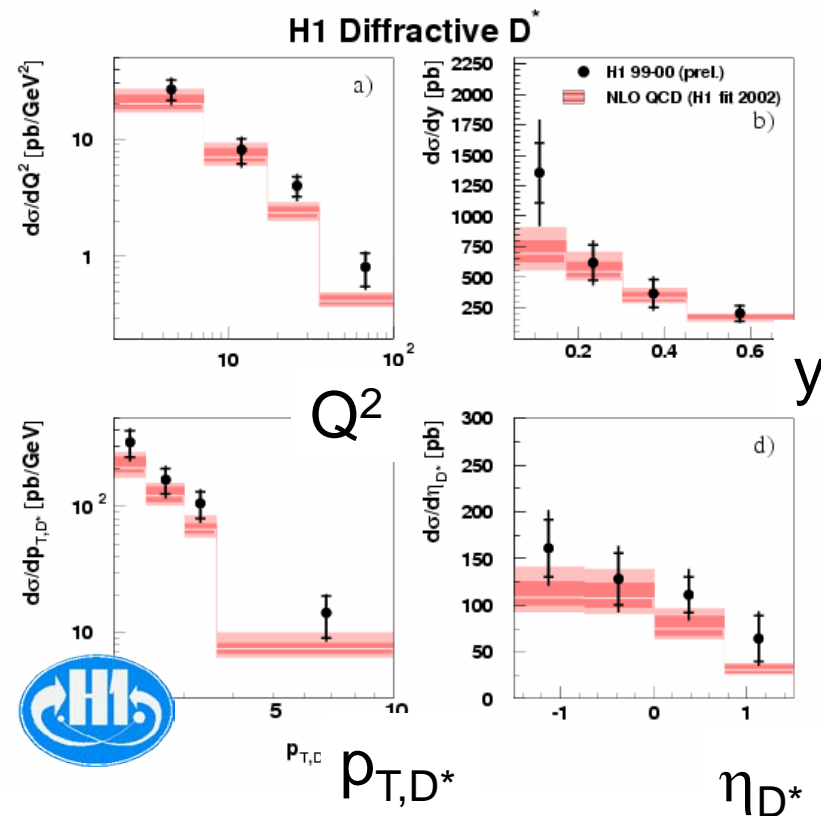 H1 Diffractive D*
dσ/dQ² [pb/GeV²]
a)
10
1
10
10²
Q²
dσ/dy [pb]
2250
2000
1750
1500
1250
1000
750
500
250
H1 99-00 (prel.)
NLO QCD (H1 fit 2002)
b)
0.2 0.4 0.6
y
dσ/dp_T,D* [pb/GeV]
10²
10
5 10
p_T,D
p_T,D*
H1
dσ/dη_D* [pb]
300
250
200
150
100
50
0
d)
-1 0 1
η_D*